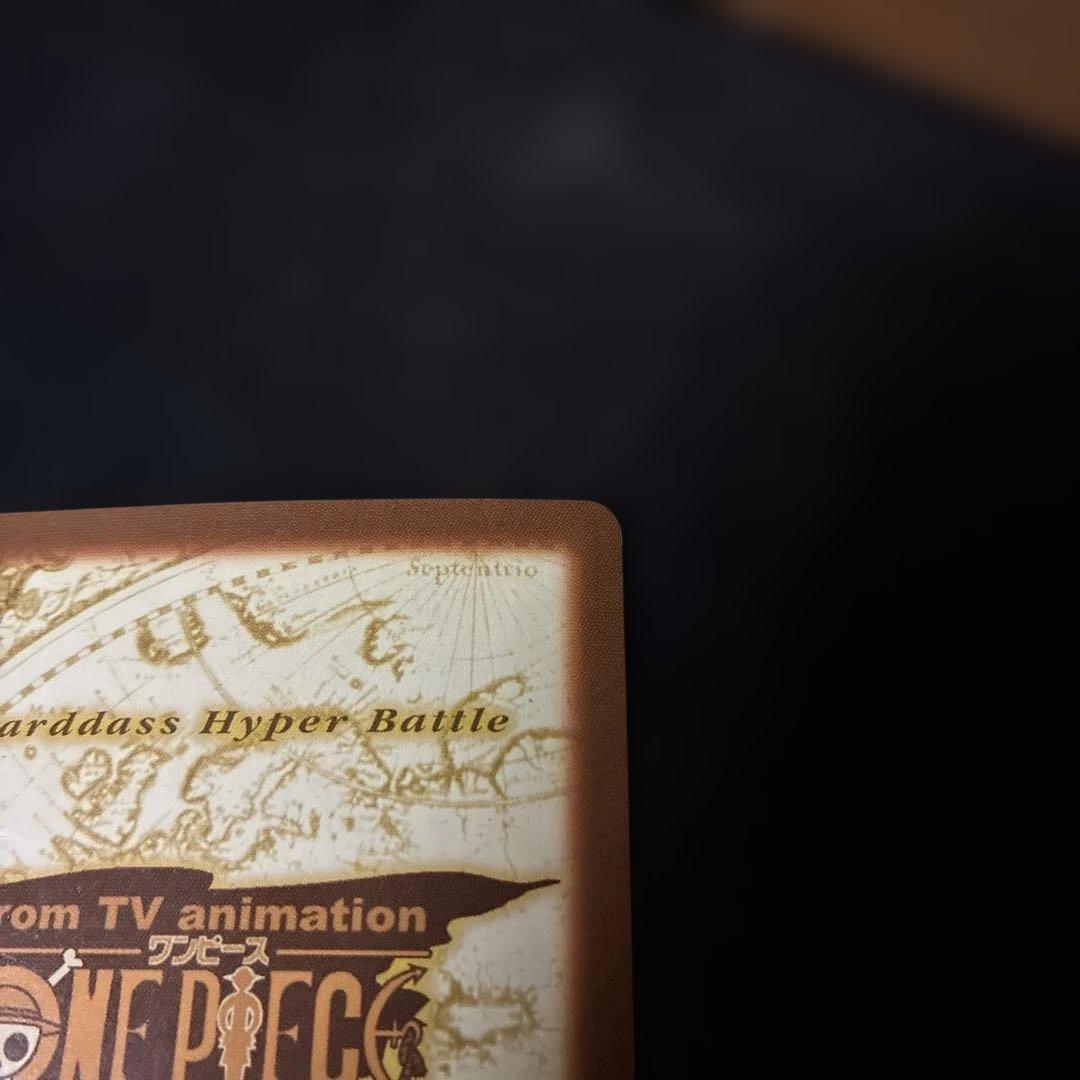 Septentrio
arddass Hyper Battle
rom TV animation
ワンピース
ONE PIECE